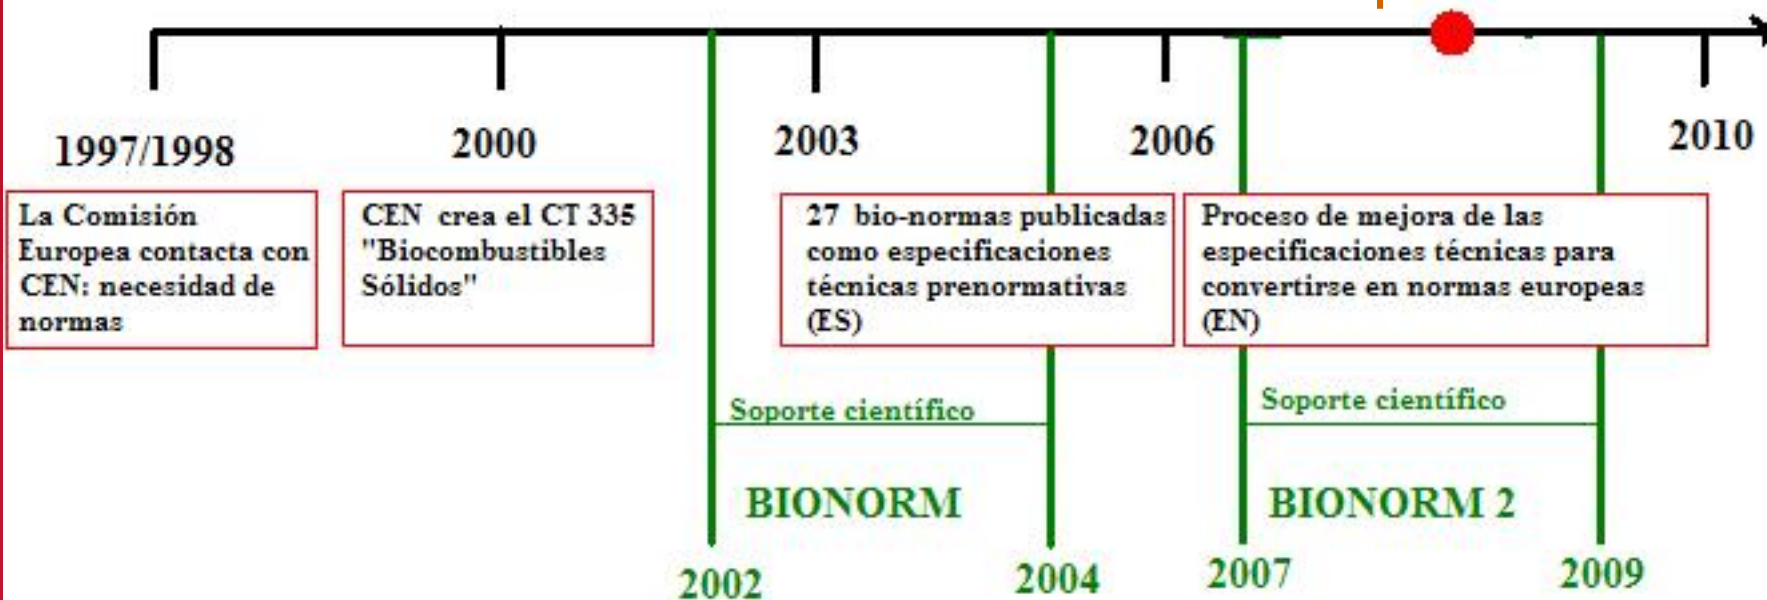 1997/1998
2000
2003
2006
2010
La Comisión
Europea contacta con
CEN: necesidad de
normas
CEN crea el CT 335
"Biocombustibles
Sólidos"
27 bio-normas publicadas
como especificaciones
técnicas prenormativas
(ES)
Proceso de mejora de las
especificaciones técnicas para
convertirse en normas europeas
(EN)
Soporte científico
BIONORM
2002
2004
Soporte científico
BIONORM 2
2007
2009